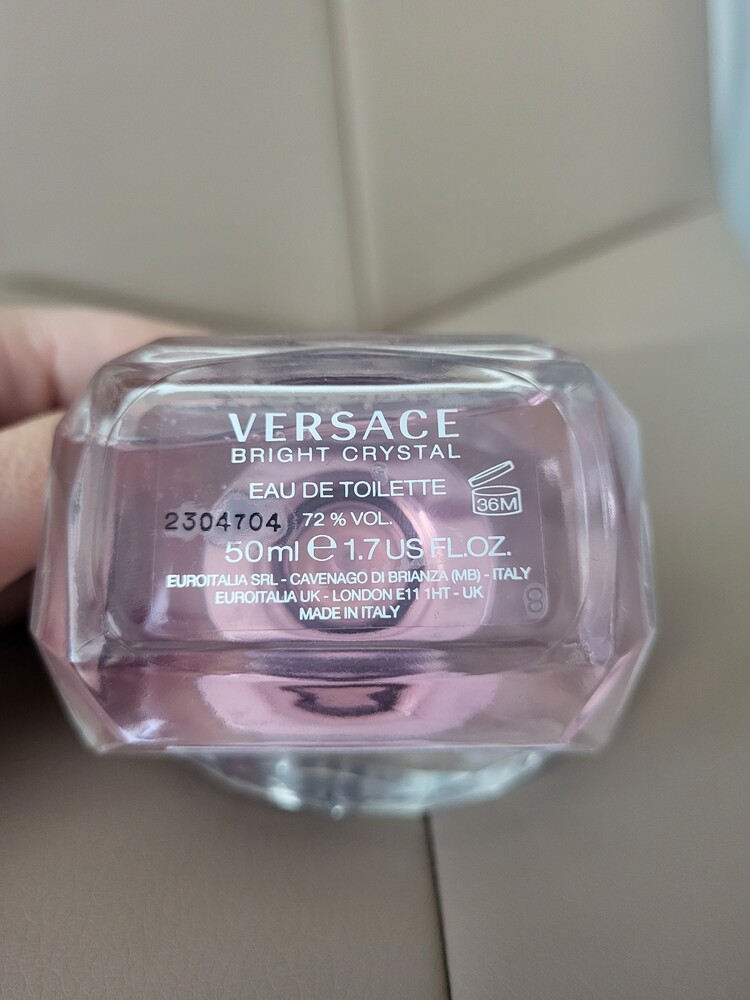 VERSACE
BRIGHT CRYSTAL
EAU DE TOILETTE
36M
2304704 72 % VOL.
50ml ℮ 1.7 US FL.OZ.
EUROITALIA SRL - CAVENAGO DI BRIANZA (MB) - ITALY
EUROITALIA UK - LONDON E11 1HT - UK
MADE IN ITALY
8